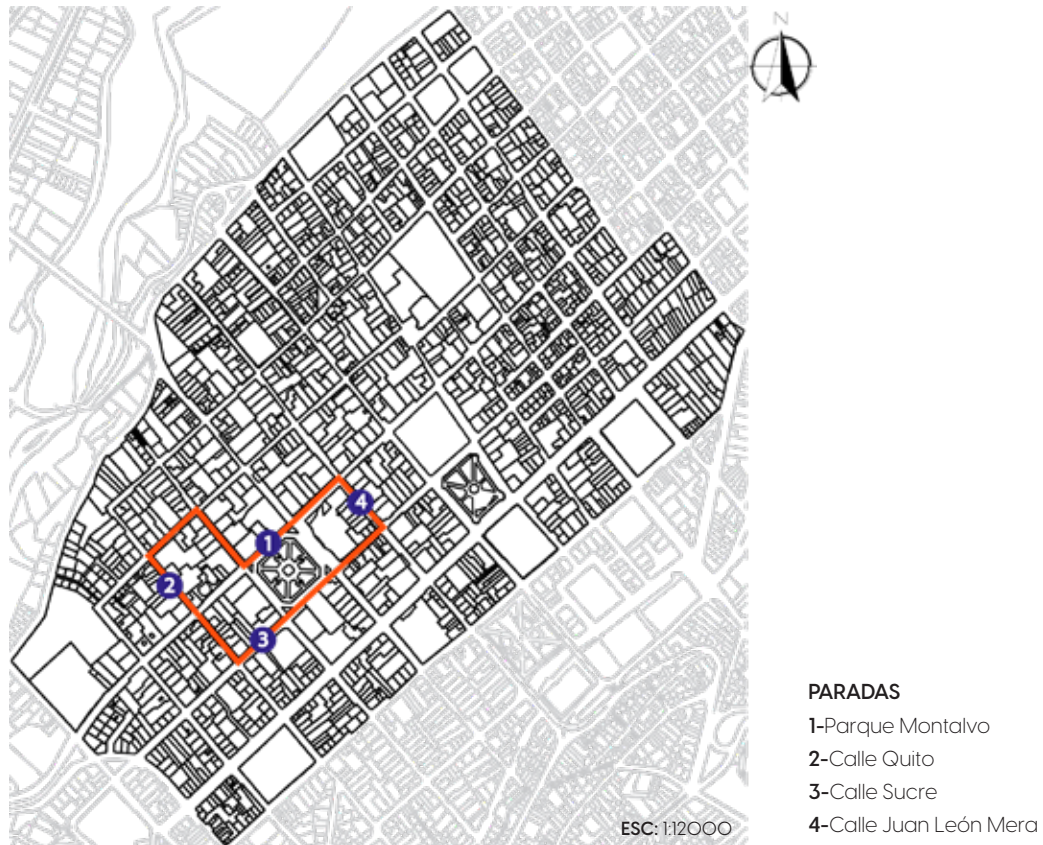 N
1
4
2
3
ESC: 1:12000
PARADAS
1-Parque Montalvo
2-Calle Quito
3-Calle Sucre
4-Calle Juan León Mera